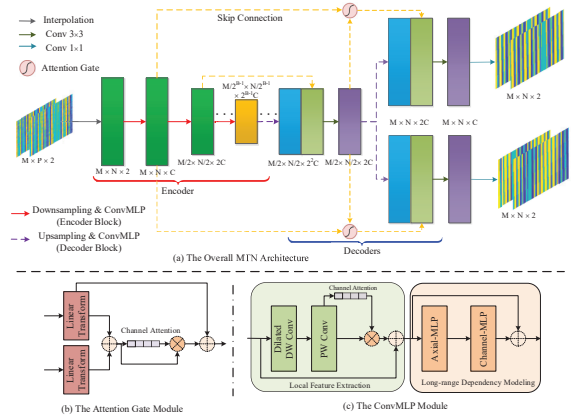 Interpolation
Conv 3×3
Conv 1×1
Attention Gate
Skip Connection
M/2^{B-1}× N/2^{B-1}
× 2^{B-1}C
M × P × 2
M × N × 2
M × N × C
M/2× N/2× 2C
M/2× N/2× 2²C
M/2× N/2× 2C
M × N × 2C
M × N × C
M × N × 2
M × N × 2C
M × N × C
M × N × 2
Encoder
Decoders
Downsampling & ConvMLP
(Encoder Block)
Upsampling & ConvMLP
(Decoder Block)
(a) The Overall MTN Architecture
Linear
Transform
Linear
Transform
Channel Attention
(b) The Attention Gate Module
Channel Attention
Dilated
DW Conv
PW Conv
Local Feature Extraction
Axial-MLP
Channel-MLP
Long-range Dependency Modeling
(c) The ConvMLP Module